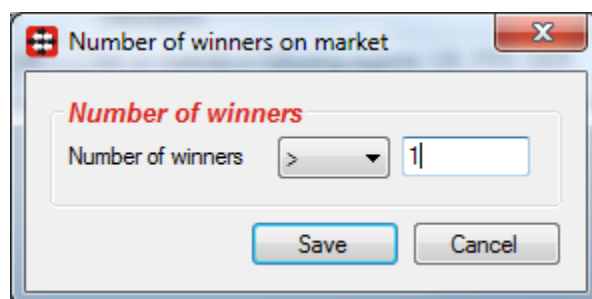 Number of winners on market
Number of winners
Number of winners > 1
Save Cancel